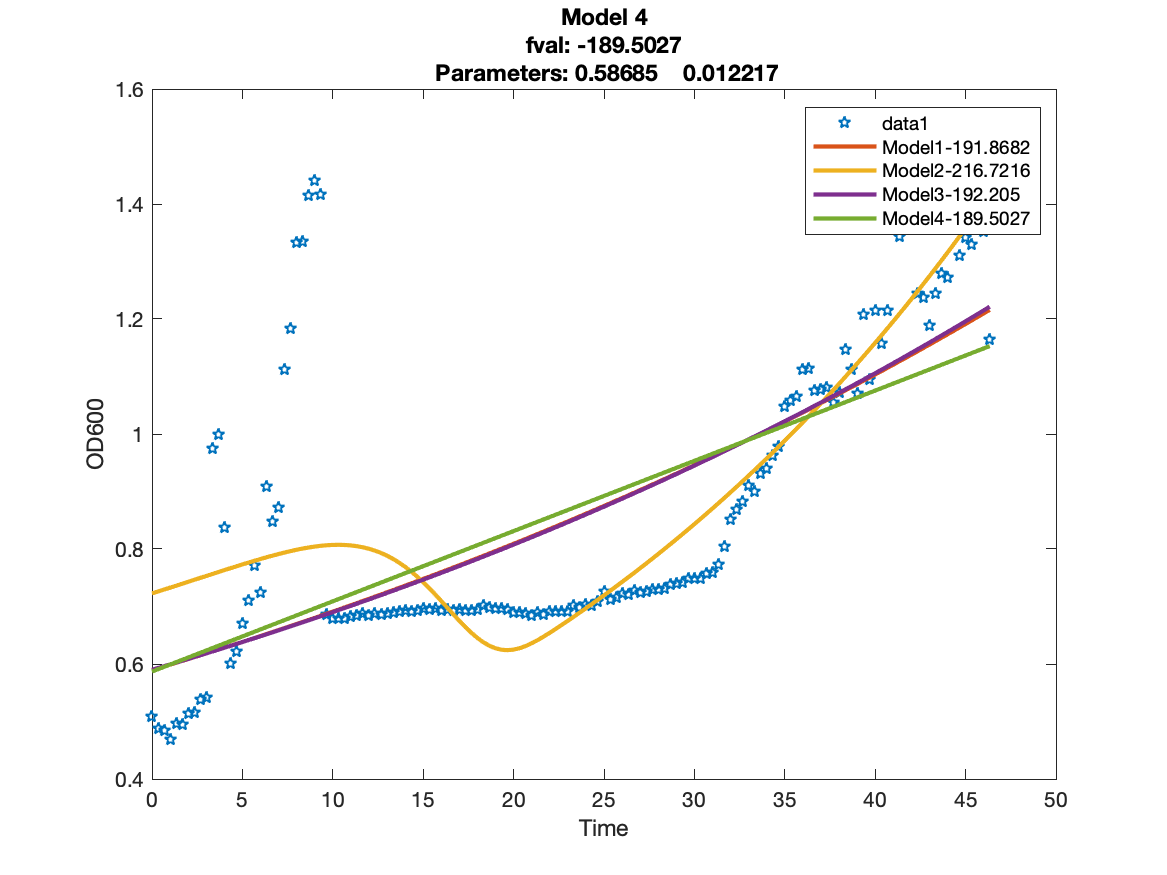 Model 4
fval: -189.5027
Parameters: 0.58685 0.012217
1.6
1.4
1.2
1
0.8
0.6
0.4
OD600
data1
Model1-191.8682
Model2-216.7216
Model3-192.205
Model4-189.5027
0 5 10 15 20 25 30 35 40 45 50
Time